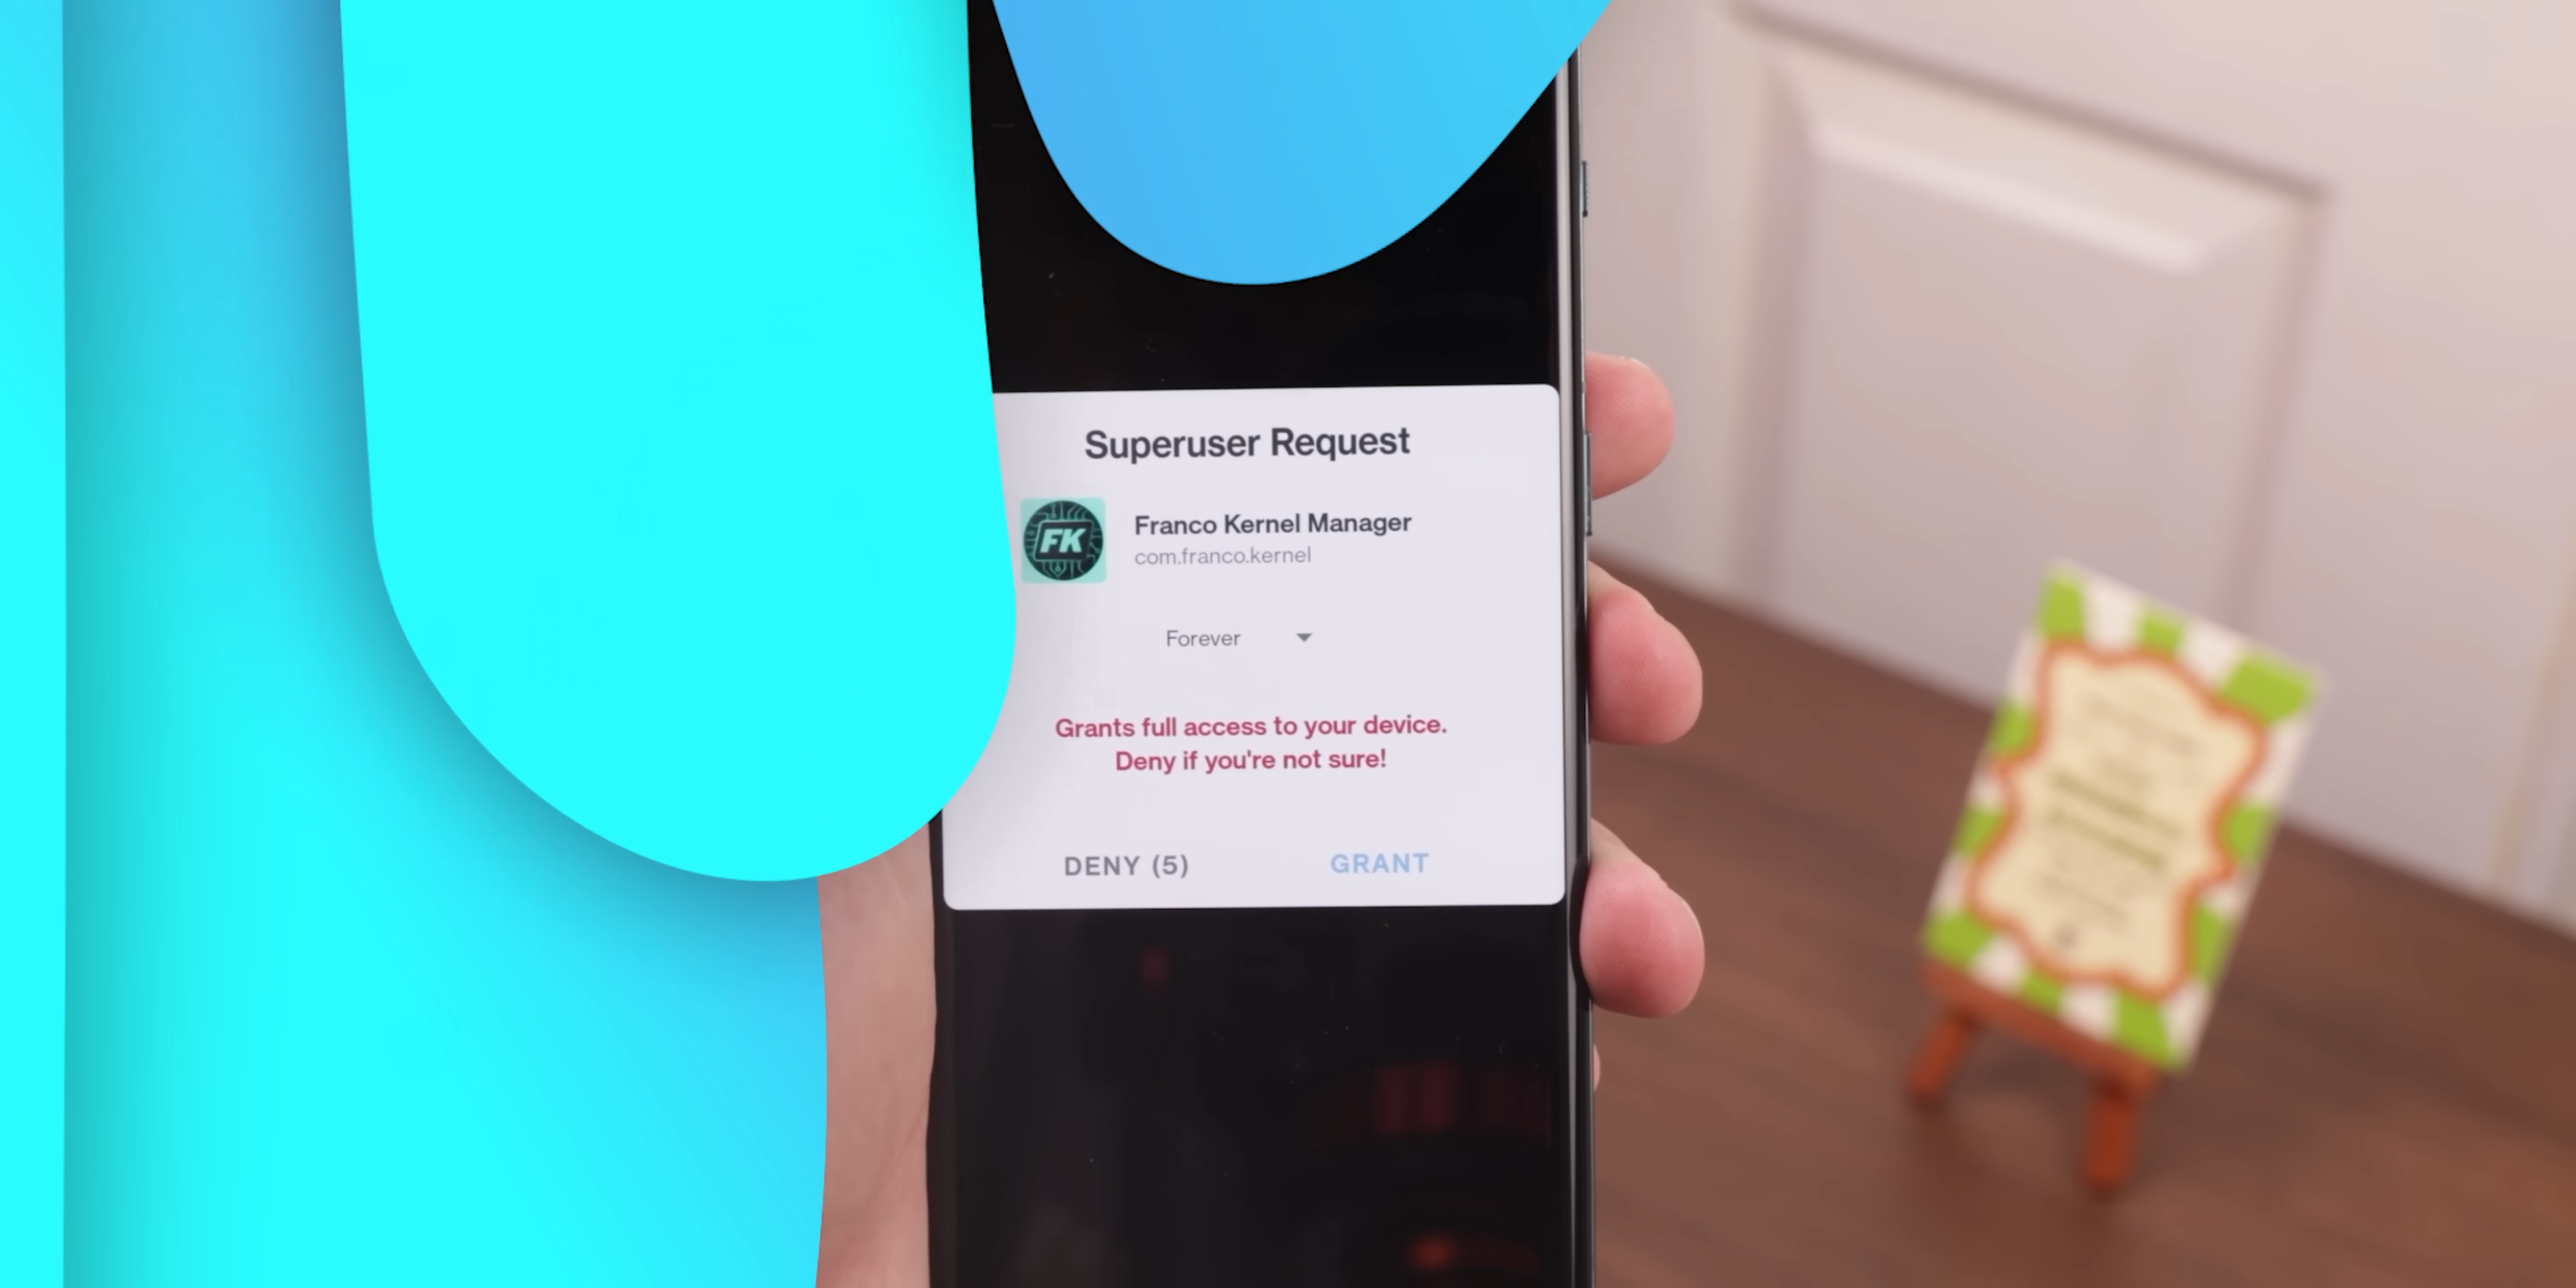 Superuser Request
FK
Franco Kernel Manager
com.franco.kernel
Forever
Grants full access to your device.
Deny if you're not sure!
DENY (5)
GRANT